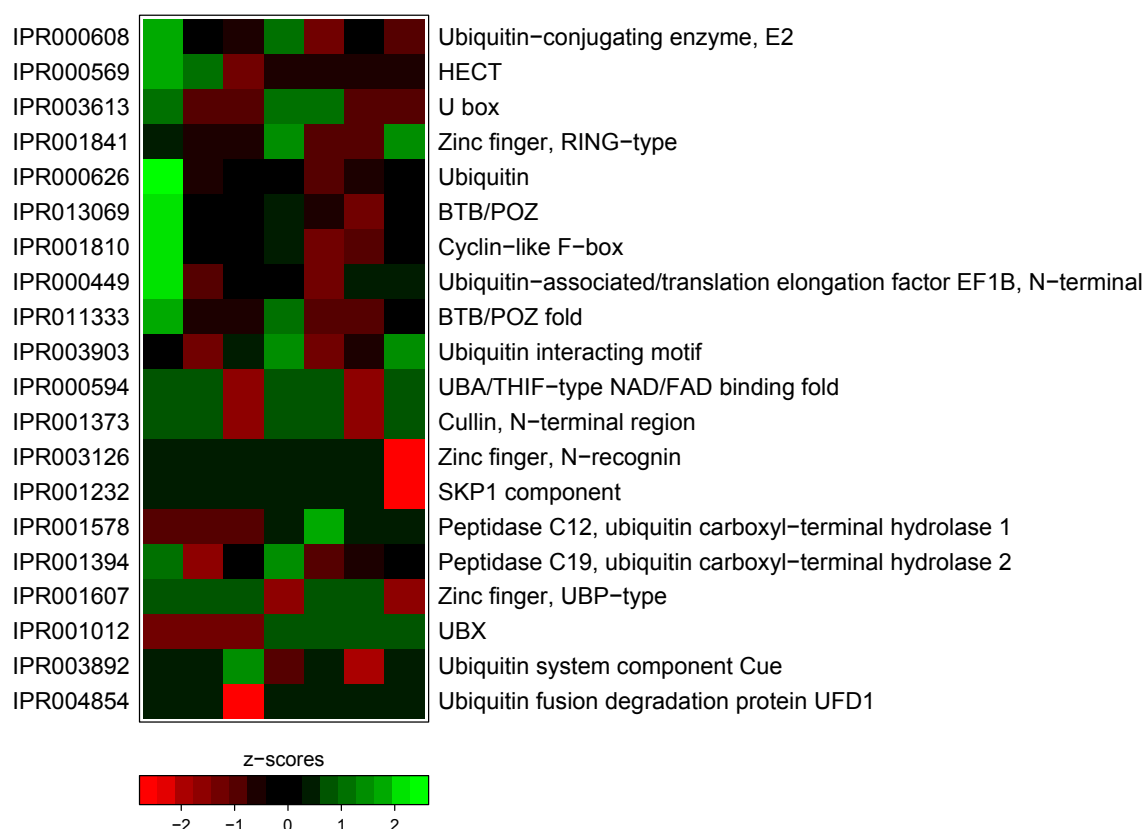 IPR000608 Ubiquitin−conjugating enzyme, E2
IPR000569 HECT
IPR003613 U box
IPR001841 Zinc finger, RING−type
IPR000626 Ubiquitin
IPR013069 BTB/POZ
IPR001810 Cyclin−like F−box
IPR000449 Ubiquitin−associated/translation elongation factor EF1B, N−terminal
IPR011333 BTB/POZ fold
IPR003903 Ubiquitin interacting motif
IPR000594 UBA/THIF−type NAD/FAD binding fold
IPR001373 Cullin, N−terminal region
IPR003126 Zinc finger, N−recognin
IPR001232 SKP1 component
IPR001578 Peptidase C12, ubiquitin carboxyl−terminal hydrolase 1
IPR001394 Peptidase C19, ubiquitin carboxyl−terminal hydrolase 2
IPR001607 Zinc finger, UBP−type
IPR001012 UBX
IPR003892 Ubiquitin system component Cue
IPR004854 Ubiquitin fusion degradation protein UFD1
z−scores
−2 −1 0 1 2